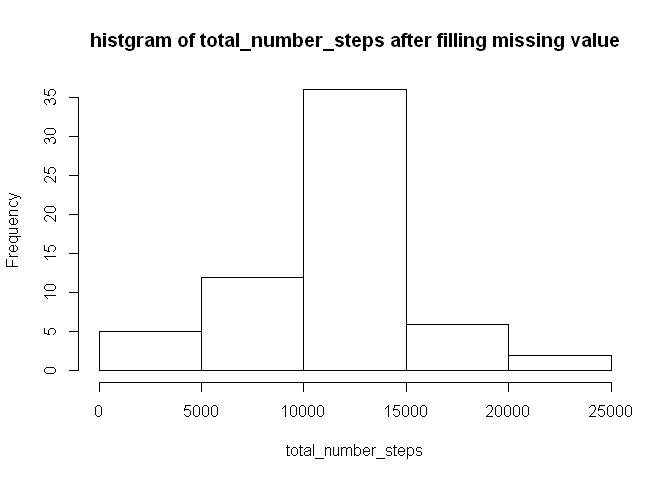 histgram of total_number_steps after filling missing value
35
30
25
20
15
10
5
0
Frequency
0 5000 10000 15000 20000 25000
total_number_steps